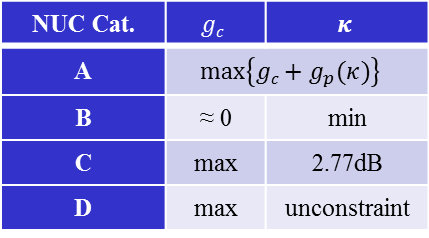 NUC Cat. g_c κ
A max{g_c + g_p(κ)}
B ≈ 0 min
C max 2.77dB
D max unconstraint